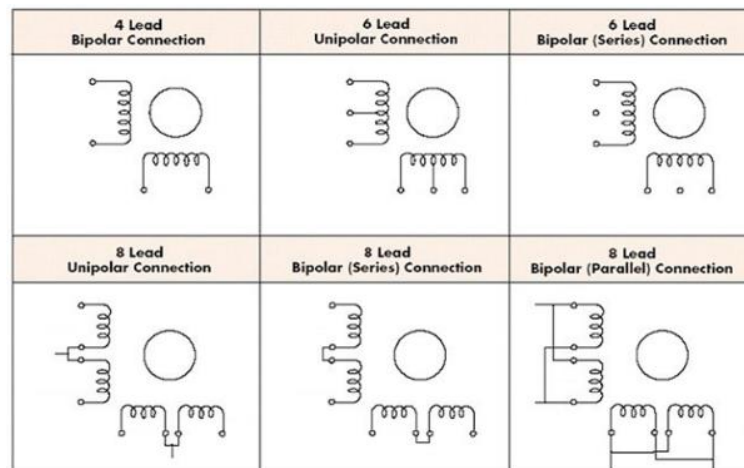 4 Lead
Bipolar Connection
6 Lead
Unipolar Connection
6 Lead
Bipolar (Series) Connection
8 Lead
Unipolar Connection
8 Lead
Bipolar (Series) Connection
8 Lead
Bipolar (Parallel) Connection